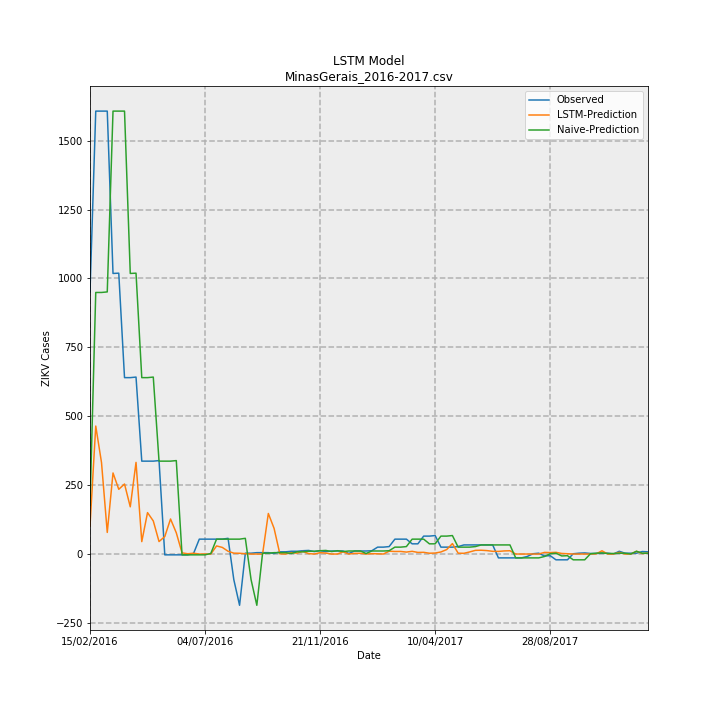 LSTM Model
MinasGerais_2016-2017.csv
Observed
LSTM-Prediction
Naive-Prediction
1500
1250
1000
750
500
250
0
−250
ZIKV Cases
15/02/2016
04/07/2016
21/11/2016
10/04/2017
28/08/2017
Date